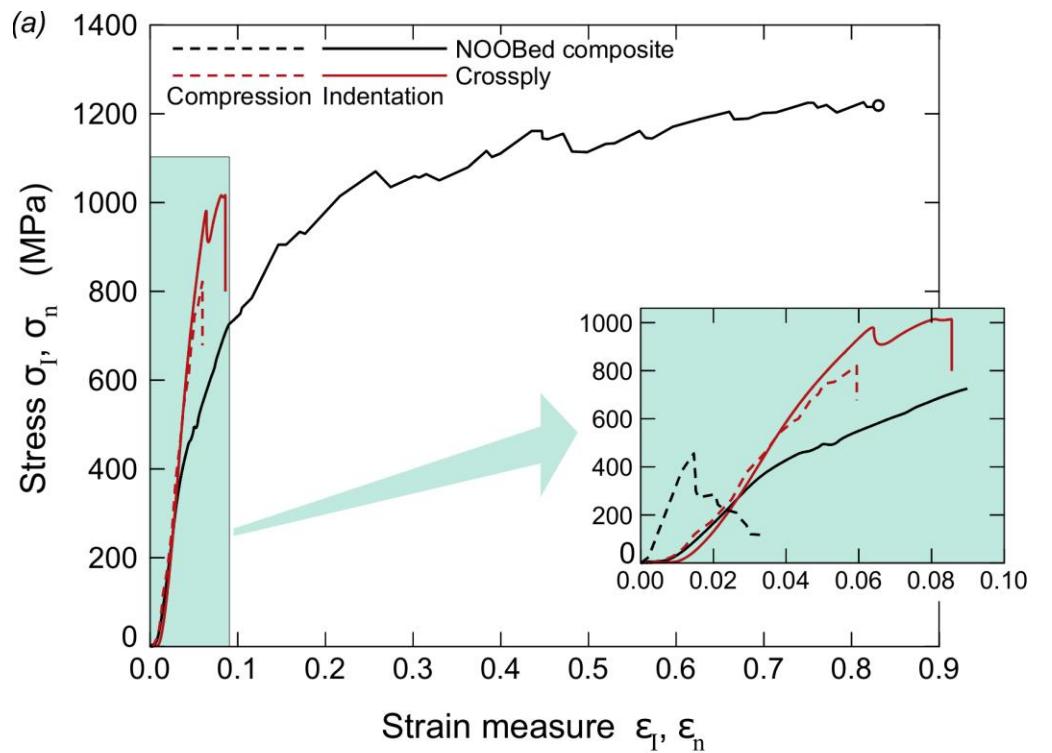 (a)
1400
1200
1000
800
600
400
200
0
Stress σI, σn (MPa)
NOOBed composite
Crossply
Compression Indentation
1000
800
600
400
200
0
0.00 0.02 0.04 0.06 0.08 0.10
0.0 0.1 0.2 0.3 0.4 0.5 0.6 0.7 0.8 0.9
Strain measure εI, εn